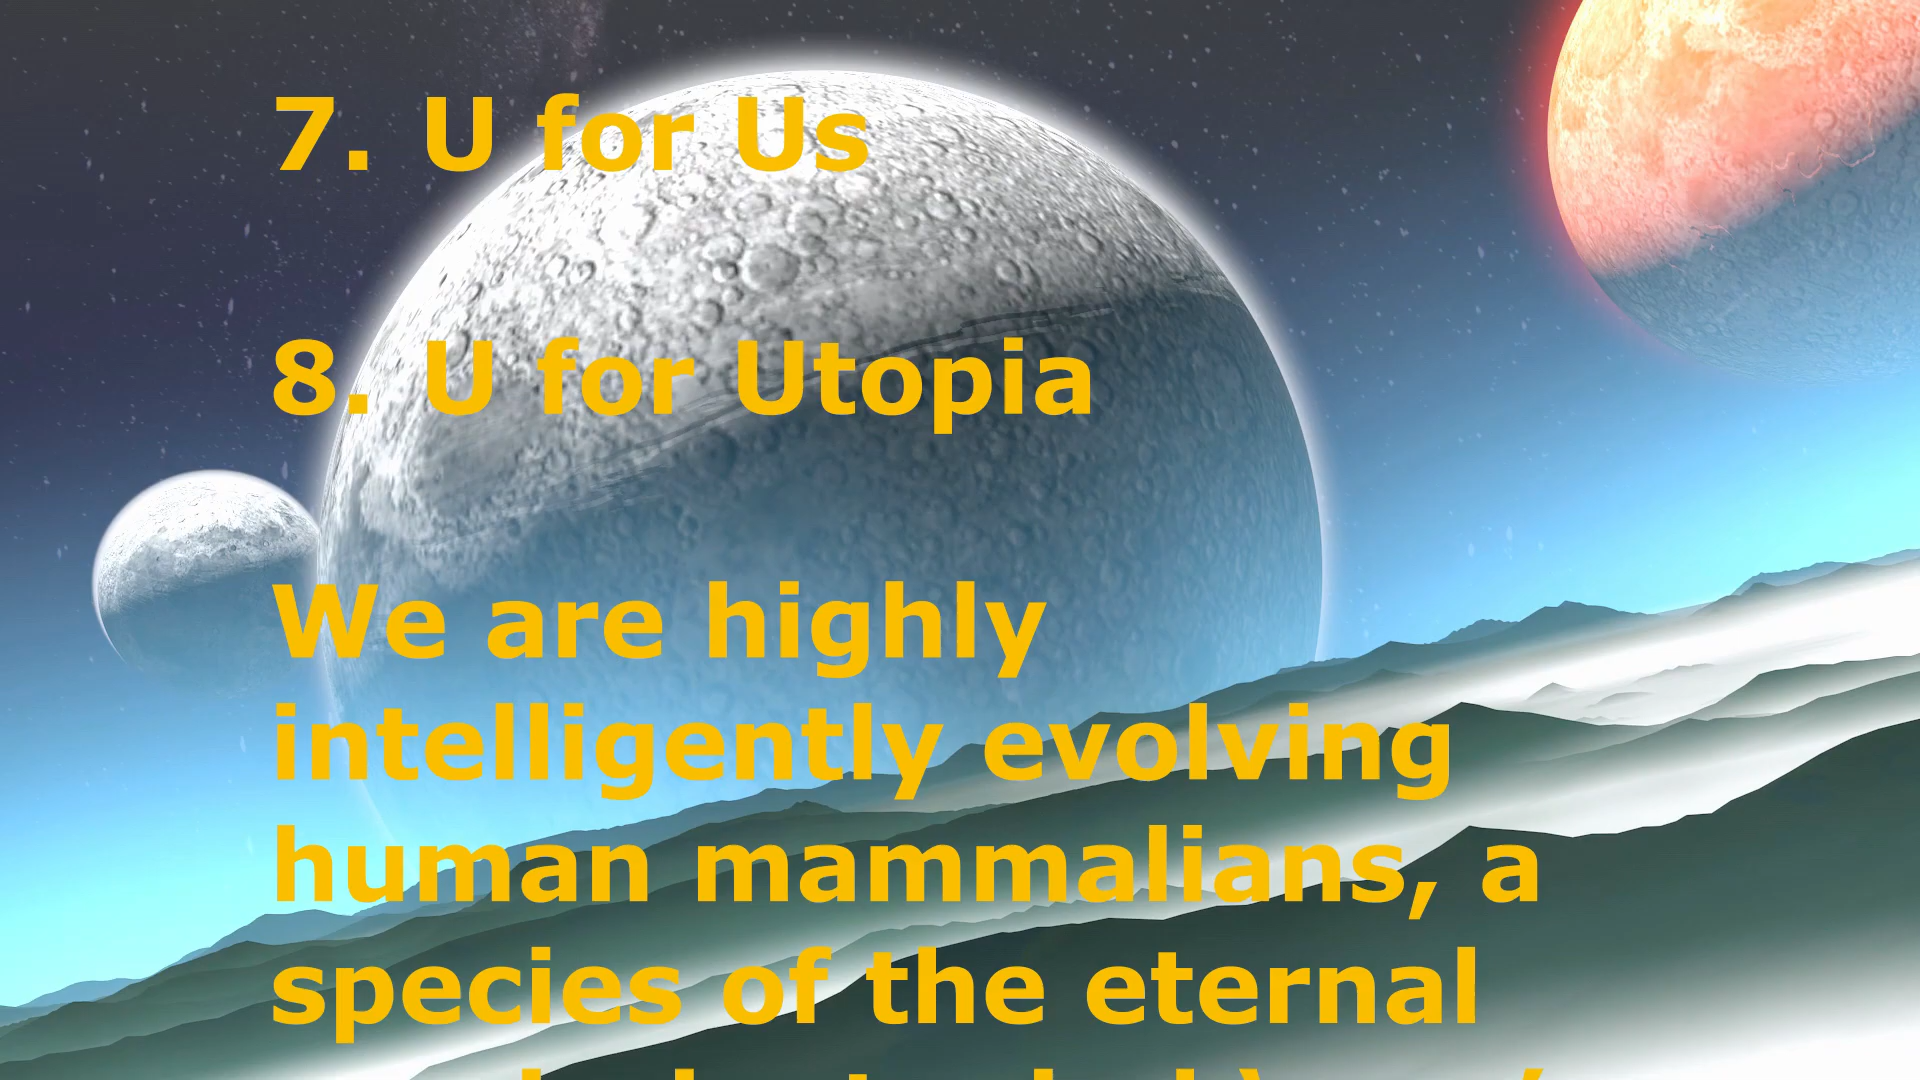 7. U for Us
8. U for Utopia
We are highly
intelligently evolving
human mammalians, a
species of the eternal